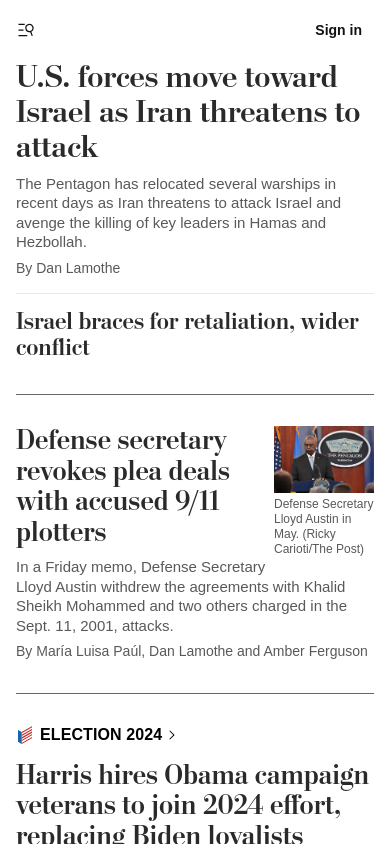 Sign in
U.S. forces move toward
Israel as Iran threatens to
attack
The Pentagon has relocated several warships in
recent days as Iran threatens to attack Israel and
avenge the killing of key leaders in Hamas and
Hezbollah.
By Dan Lamothe
Israel braces for retaliation, wider
conflict
Defense secretary
revokes plea deals
with accused 9/11
plotters
THE PENTAGON
Defense Secretary
Lloyd Austin in
May. (Ricky
Carioti/The Post)
In a Friday memo, Defense Secretary
Lloyd Austin withdrew the agreements with Khalid
Sheikh Mohammed and two others charged in the
Sept. 11, 2001, attacks.
By María Luisa Paúl, Dan Lamothe and Amber Ferguson
ELECTION 2024
Harris hires Obama campaign
veterans to join 2024 effort,
replacing Biden loyalists